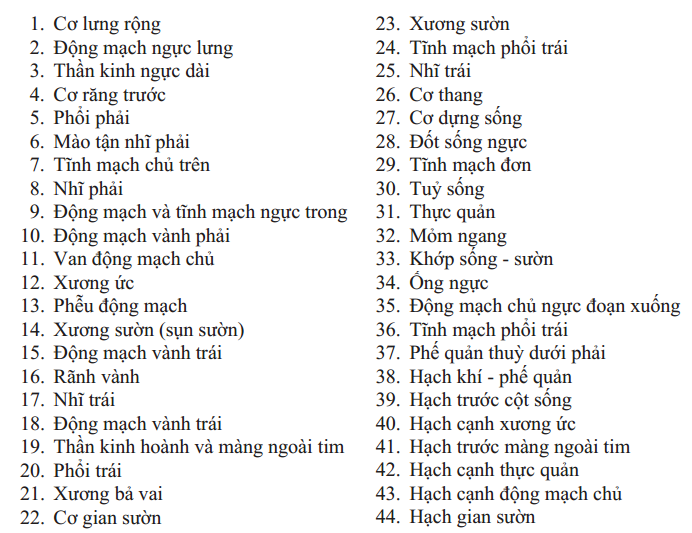 1. Cơ lưng rộng
2. Động mạch ngực lưng
3. Thần kinh ngực dài
4. Cơ răng trước
5. Phổi phải
6. Mào tận nhĩ phải
7. Tĩnh mạch chủ trên
8. Nhĩ phải
9. Động mạch và tĩnh mạch ngực trong
10. Động mạch vành phải
11. Van động mạch chủ
12. Xương ức
13. Phễu động mạch
14. Xương sườn (sụn sườn)
15. Động mạch vành trái
16. Rãnh vành
17. Nhĩ trái
18. Động mạch vành trái
19. Thần kinh hoành và màng ngoài tim
20. Phổi trái
21. Xương bả vai
22. Cơ gian sườn
23. Xương sườn
24. Tĩnh mạch phổi trái
25. Nhĩ trái
26. Cơ thang
27. Cơ dựng sống
28. Đốt sống ngực
29. Tĩnh mạch đơn
30. Tuỷ sống
31. Thực quản
32. Mỏm ngang
33. Khớp sống - sườn
34. Ống ngực
35. Động mạch chủ ngực đoạn xuống
36. Tĩnh mạch phổi trái
37. Phế quản thuỳ dưới phải
38. Hạch khí - phế quản
39. Hạch trước cột sống
40. Hạch cạnh xương ức
41. Hạch trước màng ngoài tim
42. Hạch cạnh thực quản
43. Hạch cạnh động mạch chủ
44. Hạch gian sườn